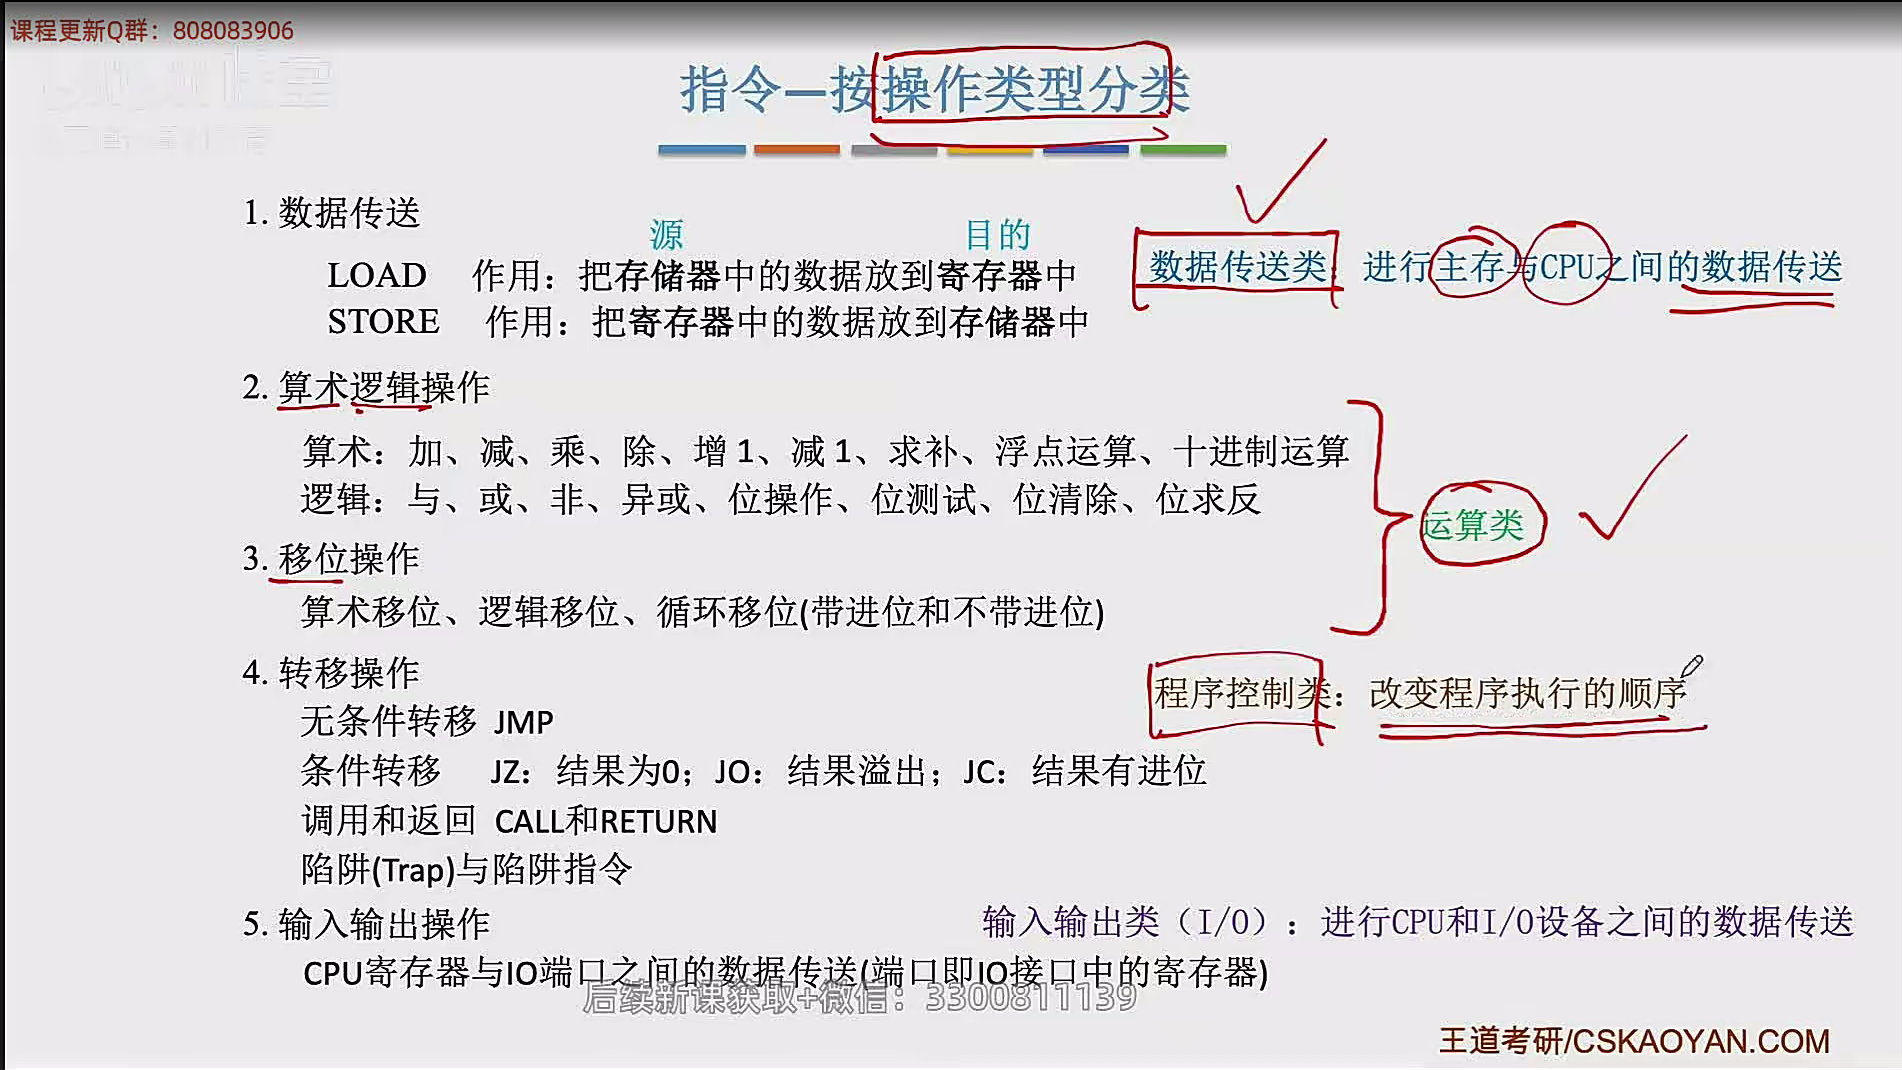 课程更新Q群：808083906
指令—按操作类型分类
1. 数据传送
源 目的
LOAD 作用：把存储器中的数据放到寄存器中
数据传送类：进行主存与CPU之间的数据传送
STORE 作用：把寄存器中的数据放到存储器中
2. 算术逻辑操作
算术：加、减、乘、除、增 1、减 1、求补、浮点运算、十进制运算
逻辑：与、或、非、异或、位操作、位测试、位清除、位求反
运算类
3. 移位操作
算术移位、逻辑移位、循环移位(带进位和不带进位)
4. 转移操作
程序控制类：改变程序执行的顺序
无条件转移 JMP
条件转移 JZ：结果为0；JO：结果溢出；JC：结果有进位
调用和返回 CALL和RETURN
陷阱(Trap)与陷阱指令
5. 输入输出操作
输入输出类（I/O）：进行CPU和I/O设备之间的数据传送
CPU寄存器与IO端口之间的数据传送(端口即IO接口中的寄存器)
后续新课获取+微信：3300811139
王道考研/CSKAOYAN.COM